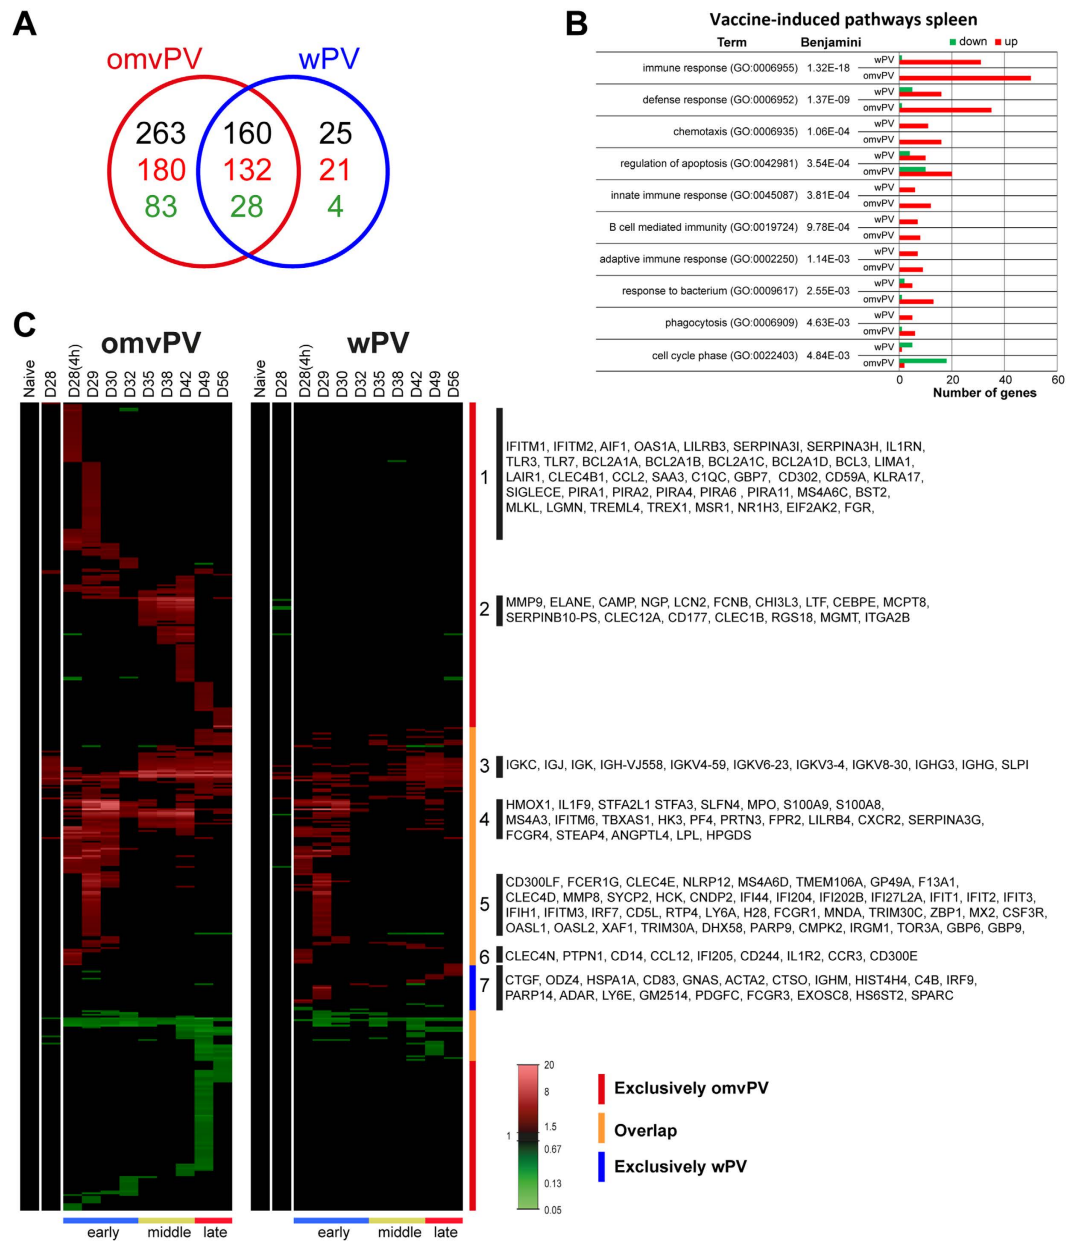 A
omvPV
wPV
263
160
25
180
132
21
83
28
4
B
Vaccine-induced pathways spleen
Term
Benjamini
down
up
immune response (GO:0006955) 1.32E-18
wPV
omvPV
defense response (GO:0006952) 1.37E-09
wPV
omvPV
chemotaxis (GO:0006935) 1.06E-04
wPV
omvPV
regulation of apoptosis (GO:0042981) 3.54E-04
wPV
omvPV
innate immune response (GO:0045087) 3.81E-04
wPV
omvPV
B cell mediated immunity (GO:0019724) 9.78E-04
wPV
omvPV
adaptive immune response (GO:0002250) 1.14E-03
wPV
omvPV
response to bacterium (GO:0009617) 2.55E-03
wPV
omvPV
phagocytosis (GO:0006909) 4.63E-03
wPV
omvPV
cell cycle phase (GO:0022403) 4.84E-03
wPV
omvPV
0
20
40
60
Number of genes
C
omvPV
wPV
Naive
D28
D28(4h)
D29
D30
D32
D35
D38
D42
D49
D56
Naive
D28
D28(4h)
D29
D30
D32
D35
D38
D42
D49
D56
1
IFITM1, IFITM2, AIF1, OAS1A, LILRB3, SERPINA3I, SERPINA3H, IL1RN,
TLR3, TLR7, BCL2A1A, BCL2A1B, BCL2A1C, BCL2A1D, BCL3, LIMA1,
LAIR1, CLEC4B1, CCL2, SAA3, C1QC, GBP7, CD302, CD59A, KLRA17,
SIGLECE, PIRA1, PIRA2, PIRA4, PIRA6 , PIRA11, MS4A6C, BST2,
MLKL, LGMN, TREML4, TREX1, MSR1, NR1H3, EIF2AK2, FGR,
2
MMP9, ELANE, CAMP, NGP, LCN2, FCNB, CHI3L3, LTF, CEBPE, MCPT8,
SERPINB10-PS, CLEC12A, CD177, CLEC1B, RGS18, MGMT, ITGA2B
3
IGKC, IGJ, IGK, IGH-VJ558, IGKV4-59, IGKV6-23, IGKV3-4, IGKV8-30, IGHG3, IGHG, SLPI
4
HMOX1, IL1F9, STFA2L1 STFA3, SLFN4, MPO, S100A9, S100A8,
MS4A3, IFITM6, TBXAS1, HK3, PF4, PRTN3, FPR2, LILRB4, CXCR2, SERPINA3G,
FCGR4, STEAP4, ANGPTL4, LPL, HPGDS
5
CD300LF, FCER1G, CLEC4E, NLRP12, MS4A6D, TMEM106A, GP49A, F13A1,
CLEC4D, MMP8, SYCP2, HCK, CNDP2, IFI44, IFI204, IFI202B, IFI27L2A, IFIT1, IFIT2, IFIT3,
IFIH1, IFITM3, IRF7, CD5L, RTP4, LY6A, H28, FCGR1, MNDA, TRIM30C, ZBP1, MX2, CSF3R,
OASL1, OASL2, XAF1, TRIM30A, DHX58, PARP9, CMPK2, IRGM1, TOR3A, GBP6, GBP9,
6
CLEC4N, PTPN1, CD14, CCL12, IFI205, CD244, IL1R2, CCR3, CD300E
7
CTGF, ODZ4, HSPA1A, CD83, GNAS, ACTA2, CTSO, IGHM, HIST4H4, C4B, IRF9,
PARP14, ADAR, LY6E, GM2514, PDGFC, FCGR3, EXOSC8, HS6ST2, SPARC
20
8
1.5
1
0.67
0.13
0.05
Exclusively omvPV
Overlap
Exclusively wPV
early
middle
late
early
middle
late